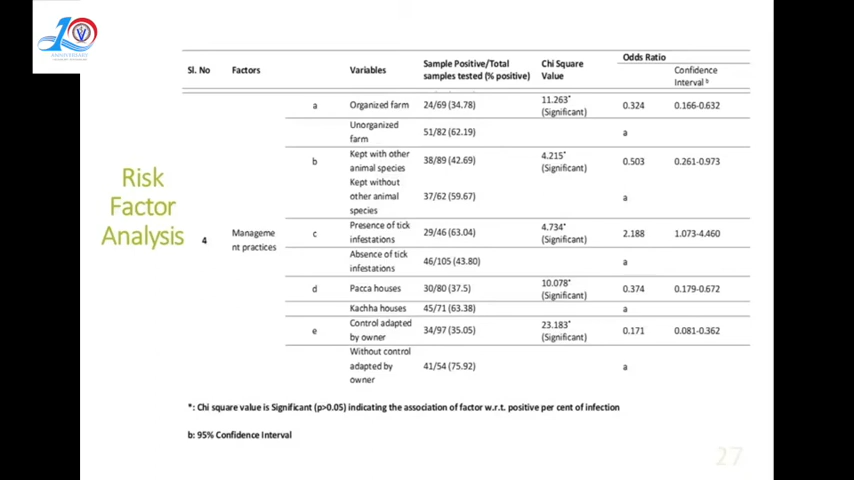 10
ANNIVERSARY
Risk
Factor
Analysis
Sl. No Factors Variables Sample Positive/Total samples tested (% positive) Chi Square Value Odds Ratio
Confidence Interval b
4 Manageme nt practices
a Organized farm 24/69 (34.78) 11.263* (Significant) 0.324 0.166-0.632
Unorganized farm 51/82 (62.19) a
b Kept with other animal species 38/89 (42.69) 4.215* (Significant) 0.503 0.261-0.973
Kept without other animal species 37/62 (59.67) a
c Presence of tick infestations 29/46 (63.04) 4.734* (Significant) 2.188 1.073-4.460
Absence of tick infestations 46/105 (43.80) a
d Pacca houses 30/80 (37.5) 10.078* (Significant) 0.374 0.179-0.672
Kachha houses 45/71 (63.38) a
e Control adapted by owner 34/97 (35.05) 23.183* (Significant) 0.171 0.081-0.362
Without control adapted by owner 41/54 (75.92) a
*: Chi square value is Significant (p>0.05) indicating the association of factor w.r.t. positive per cent of infection
b: 95% Confidence Interval
27